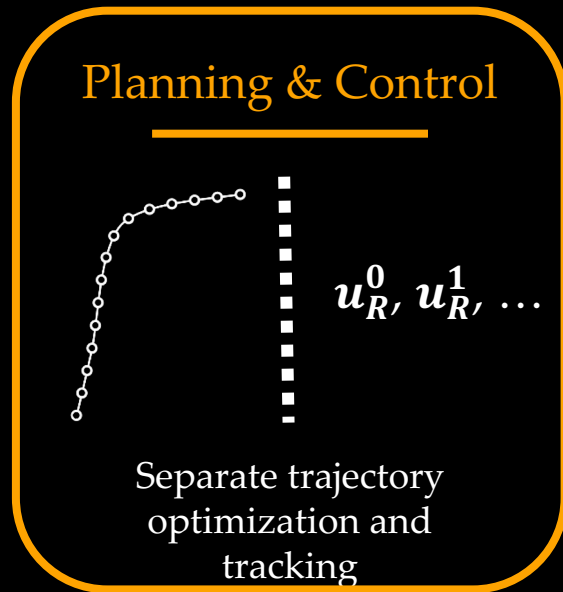 Planning & Control
u_R^0, u_R^1, ...
Separate trajectory
optimization and
tracking